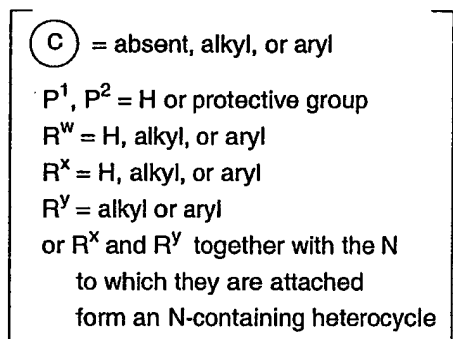 C = absent, alkyl, or aryl
P¹, P² = H or protective group
Rʷ = H, alkyl, or aryl
Rˣ = H, alkyl, or aryl
Rʸ = alkyl or aryl
or Rˣ and Rʸ together with the N
to which they are attached
form an N-containing heterocycle